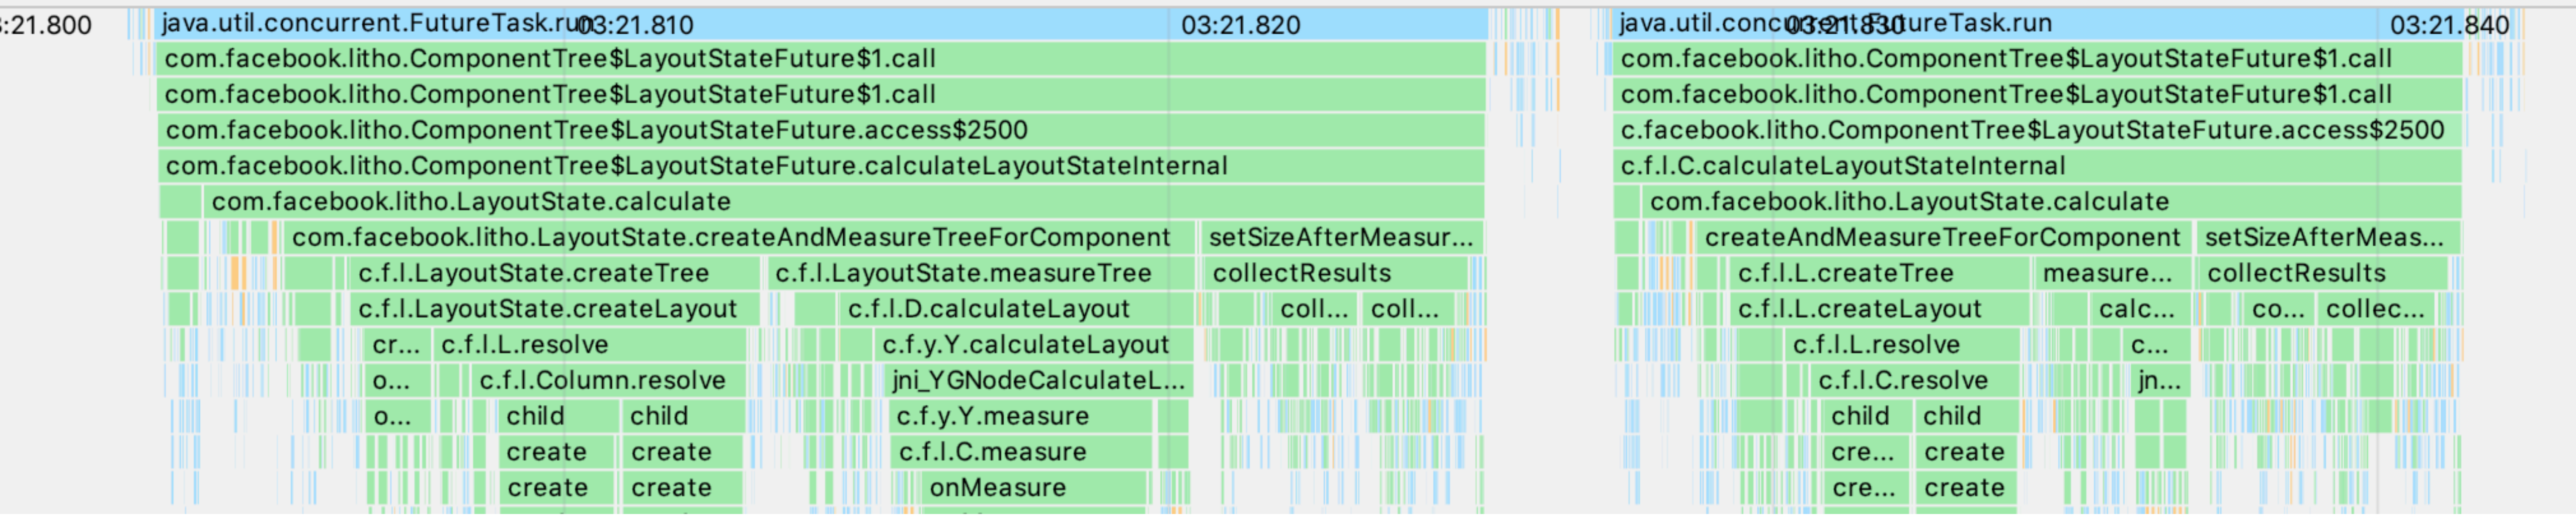 3:21.800 java.util.concurrent.FutureTask.run 03:21.810 03:21.820 java.util.concurrent.FutureTask.run 03:21.830 03:21.840
com.facebook.litho.ComponentTree$LayoutStateFuture$1.call com.facebook.litho.ComponentTree$LayoutStateFuture$1.call
com.facebook.litho.ComponentTree$LayoutStateFuture$1.call com.facebook.litho.ComponentTree$LayoutStateFuture$1.call
com.facebook.litho.ComponentTree$LayoutStateFuture.access$2500 c.facebook.litho.ComponentTree$LayoutStateFuture.access$2500
com.facebook.litho.ComponentTree$LayoutStateFuture.calculateLayoutStateInternal c.f.l.C.calculateLayoutStateInternal
com.facebook.litho.LayoutState.calculate com.facebook.litho.LayoutState.calculate
com.facebook.litho.LayoutState.createAndMeasureTreeForComponent setSizeAfterMeasur... createAndMeasureTreeForComponent setSizeAfterMeas...
c.f.l.LayoutState.createTree c.f.l.LayoutState.measureTree collectResults c.f.l.L.createTree measure... collectResults
c.f.l.LayoutState.createLayout c.f.l.D.calculateLayout coll... coll... c.f.l.L.createLayout calc... co... collec...
cr... c.f.l.L.resolve c.f.y.Y.calculateLayout c.f.l.L.resolve c...
o... c.f.l.Column.resolve jni_YGNodeCalculateL... c.f.l.C.resolve jn...
o... child child c.f.y.Y.measure child child
create create c.f.l.C.measure cre... create
create create onMeasure cre... create